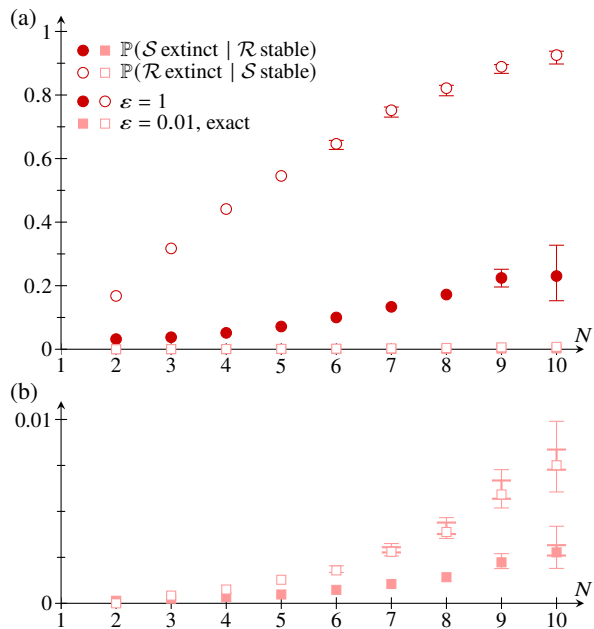 (a)
1
ℙ(𝒮 extinct | ℛ stable)
ℙ(ℛ extinct | 𝒮 stable)
0.8
ε = 1
ε = 0.01, exact
0.6
0.4
0.2
0
N
1 2 3 4 5 6 7 8 9 10
(b)
0.01
0
N
1 2 3 4 5 6 7 8 9 10